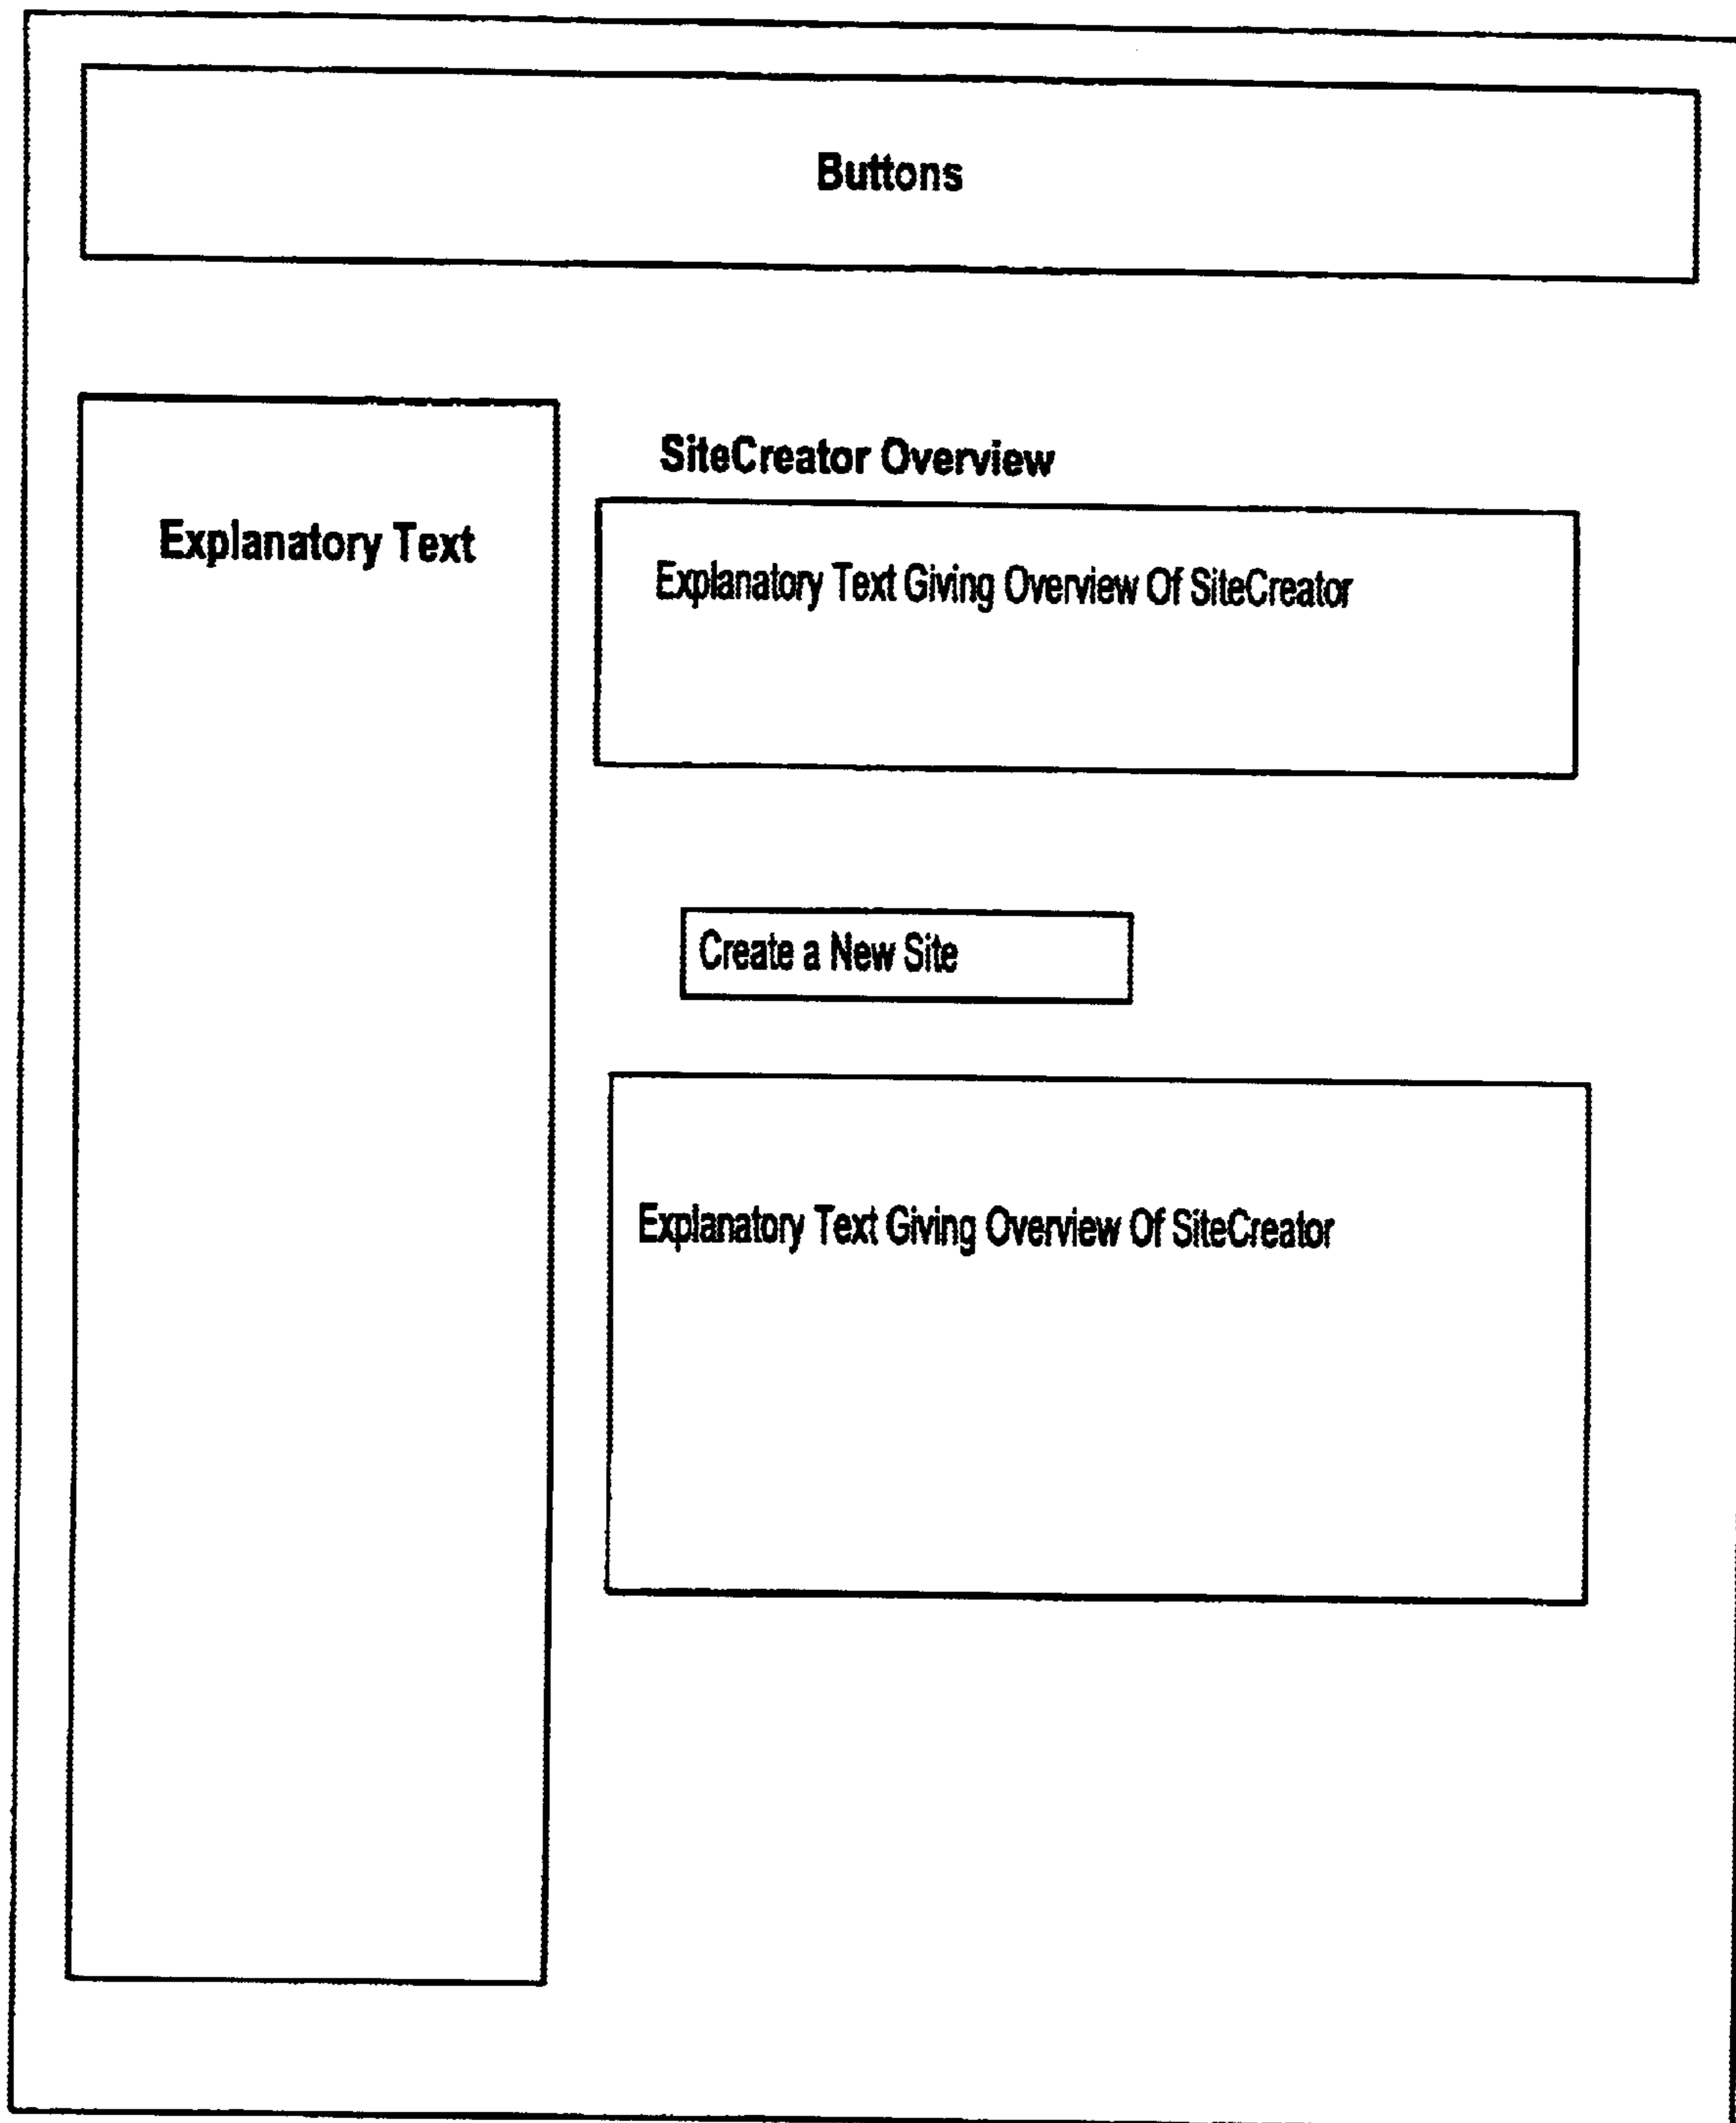 Buttons
Explanatory Text
SiteCreator Overview
Explanatory Text Giving Overview Of SiteCreator
Create a New Site
Explanatory Text Giving Overview Of SiteCreator